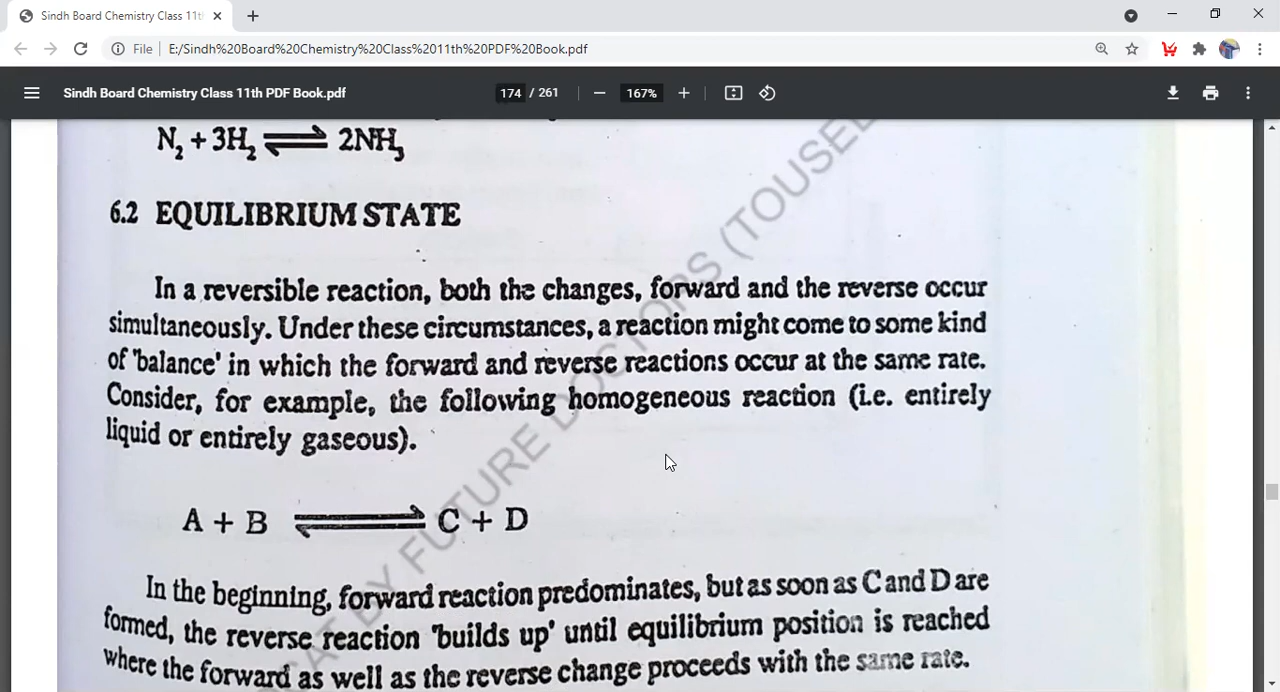 Sindh Board Chemistry Class 11th
File | E:/Sindh%20Board%20Chemistry%20Class%2011th%20PDF%20Book.pdf
Sindh Board Chemistry Class 11th PDF Book.pdf
174 / 261
167%
N₂ + 3H₂ ⇌ 2NH₃
6.2 EQUILIBRIUM STATE
In a reversible reaction, both the changes, forward and the reverse occur
simultaneously. Under these circumstances, a reaction might come to some kind
of 'balance' in which the forward and reverse reactions occur at the same rate.
Consider, for example, the following homogeneous reaction (i.e. entirely
liquid or entirely gaseous).
A + B ⇌ C + D
In the beginning, forward reaction predominates, but as soon as C and D are
formed, the reverse reaction 'builds up' until equilibrium position is reached
where the forward as well as the reverse change proceeds with the same rate.
BY FUTURE DOCTORS